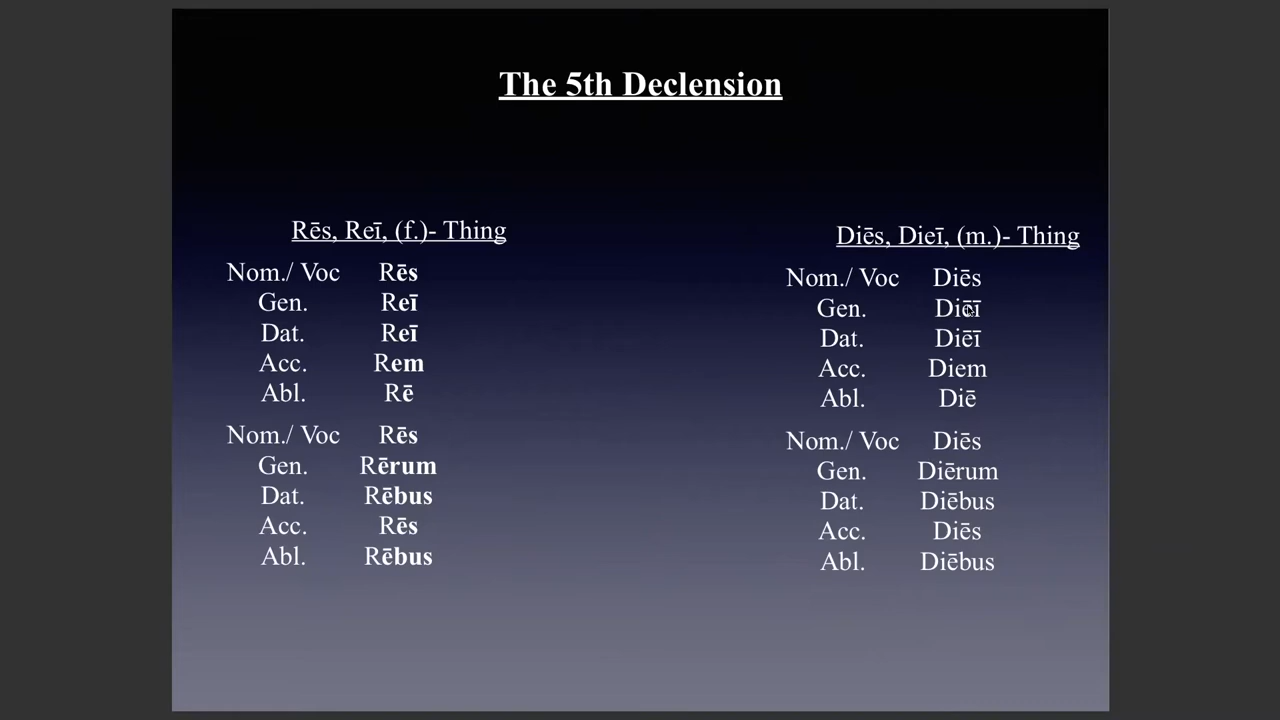 The 5th Declension
Rēs, Reī, (f.)- Thing
Nom./ Voc Rēs
Gen. Reī
Dat. Reī
Acc. Rem
Abl. Rē
Nom./ Voc Rēs
Gen. Rērum
Dat. Rēbus
Acc. Rēs
Abl. Rēbus
Diēs, Dieī, (m.)- Thing
Nom./ Voc Diēs
Gen. Diēī
Dat. Diēī
Acc. Diem
Abl. Diē
Nom./ Voc Diēs
Gen. Diērum
Dat. Diēbus
Acc. Diēs
Abl. Diēbus